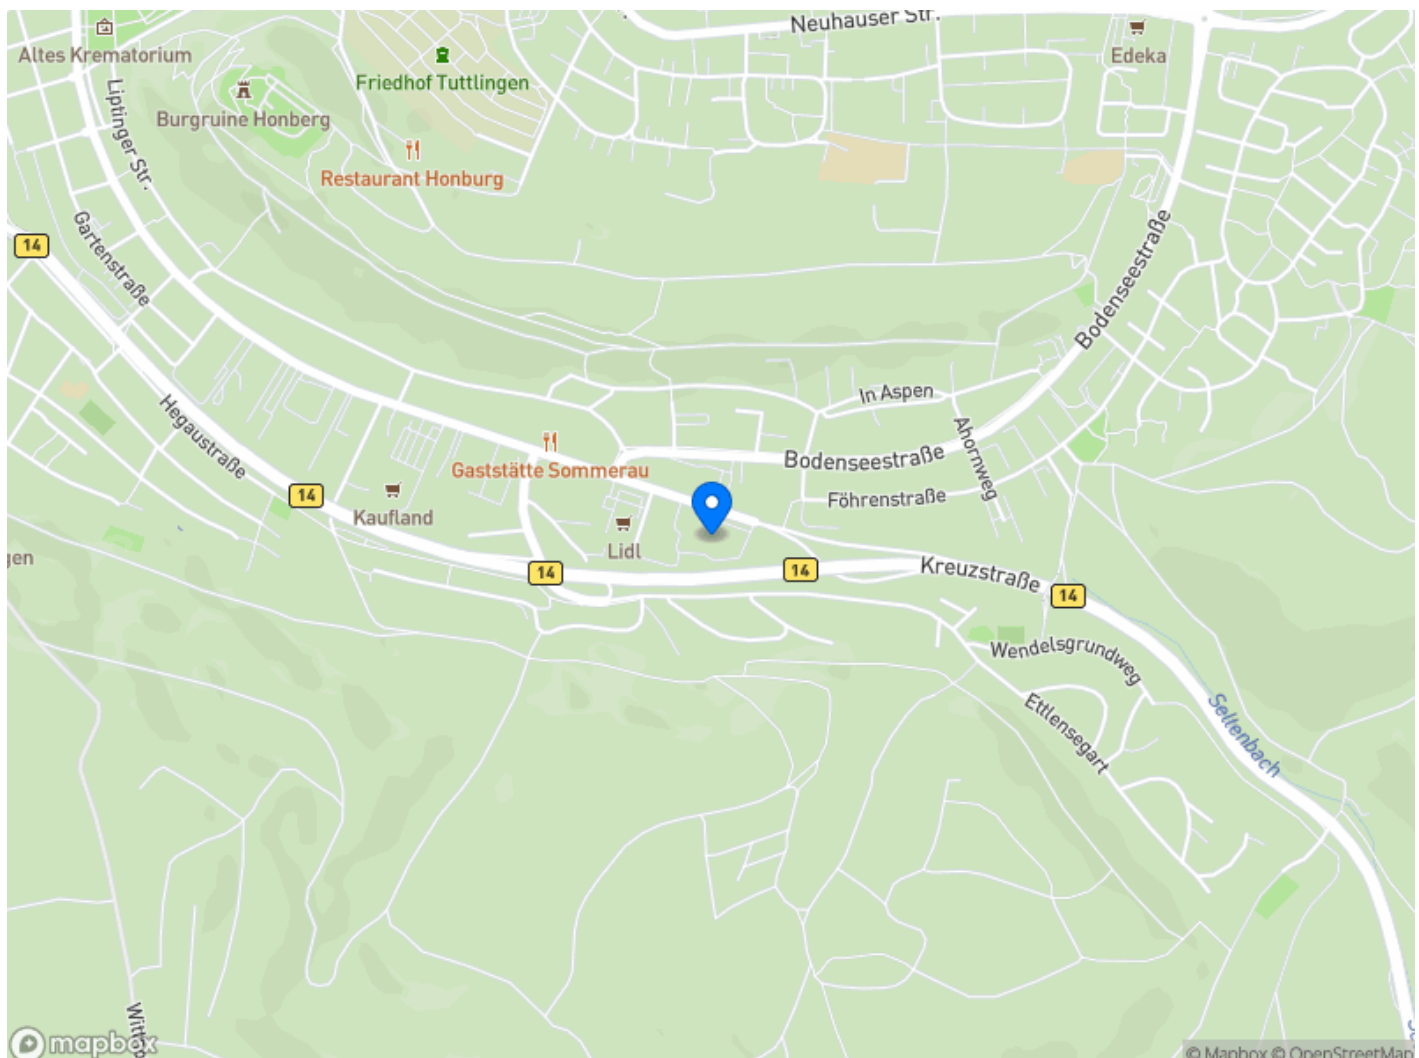 Neuhauser Str.
Altes Krematorium
Edeka
Friedhof Tuttlingen
Liptinger Str.
Burgruine Honberg
Restaurant Honburg
14
Gartenstraße
Bodenseestraße
In Aspen
Hegaustraße
Ahornweg
Gaststätte Sommerau
Bodenseestraße
14
Föhrenstraße
Kaufland
Lidl
gen
14
14
Kreuzstraße
14
Wendelsgrundweg
Ettlensegart
Seltenbach
mapbox
© Mapbox © OpenStreetMap